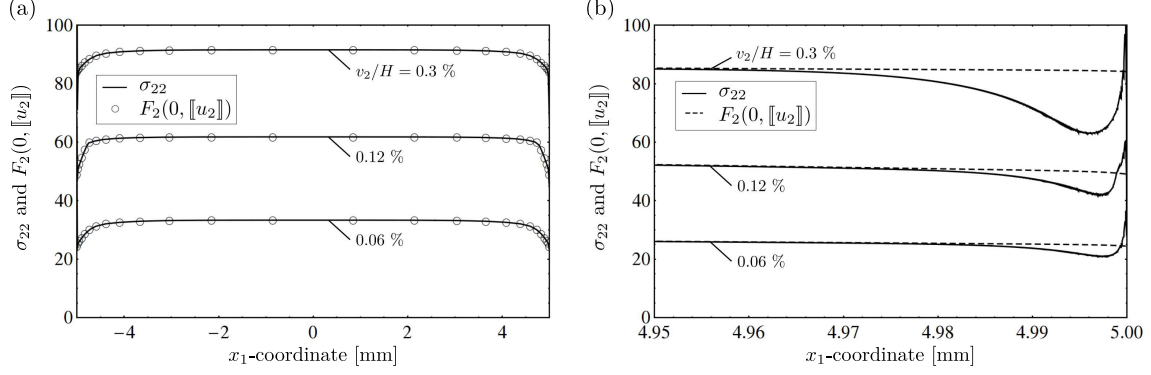 (a)
σ22 and F2(0, ⟦u2⟧)
100
80
60
40
20
0
v2/H = 0.3 %
σ22
F2(0, ⟦u2⟧)
0.12 %
0.06 %
−4
−2
0
2
4
x1-coordinate [mm]
(b)
σ22 and F2(0, ⟦u2⟧)
100
80
60
40
20
0
v2/H = 0.3 %
σ22
F2(0, ⟦u2⟧)
0.12 %
0.06 %
4.95
4.96
4.97
4.98
4.99
5.00
x1-coordinate [mm]